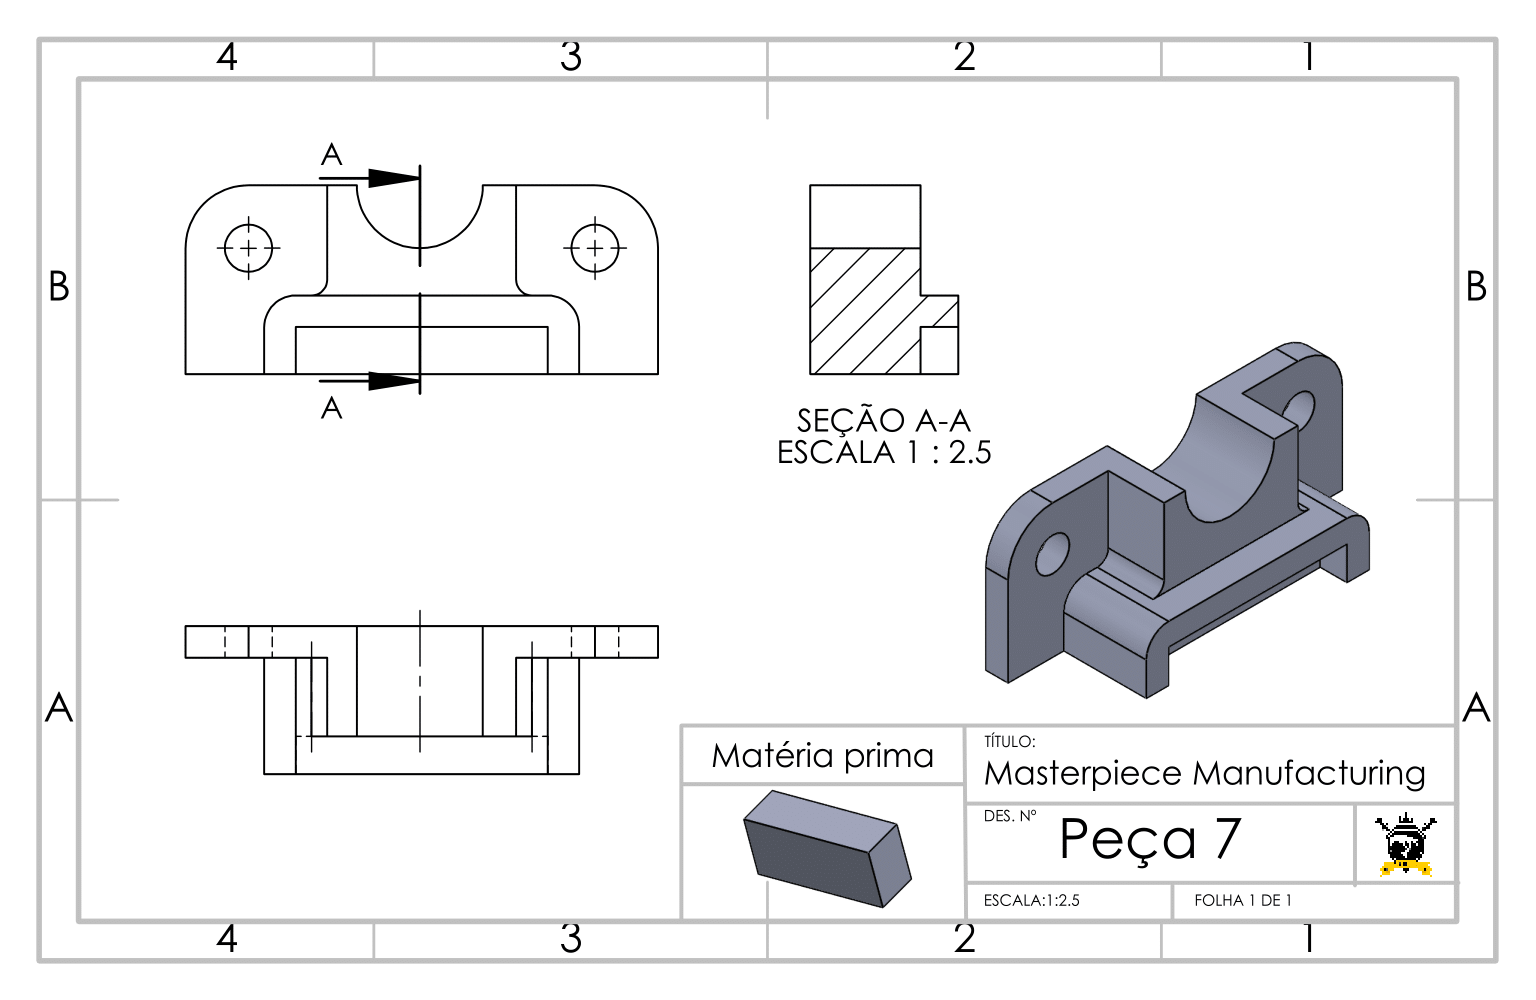 4 3 2 1
A
B B
A
SEÇÃO A-A
ESCALA 1 : 2.5
A A
Matéria prima
TÍTULO:
Masterpiece Manufacturing
DES. Nº
Peça 7
ESCALA:1:2.5 FOLHA 1 DE 1
4 3 2 1